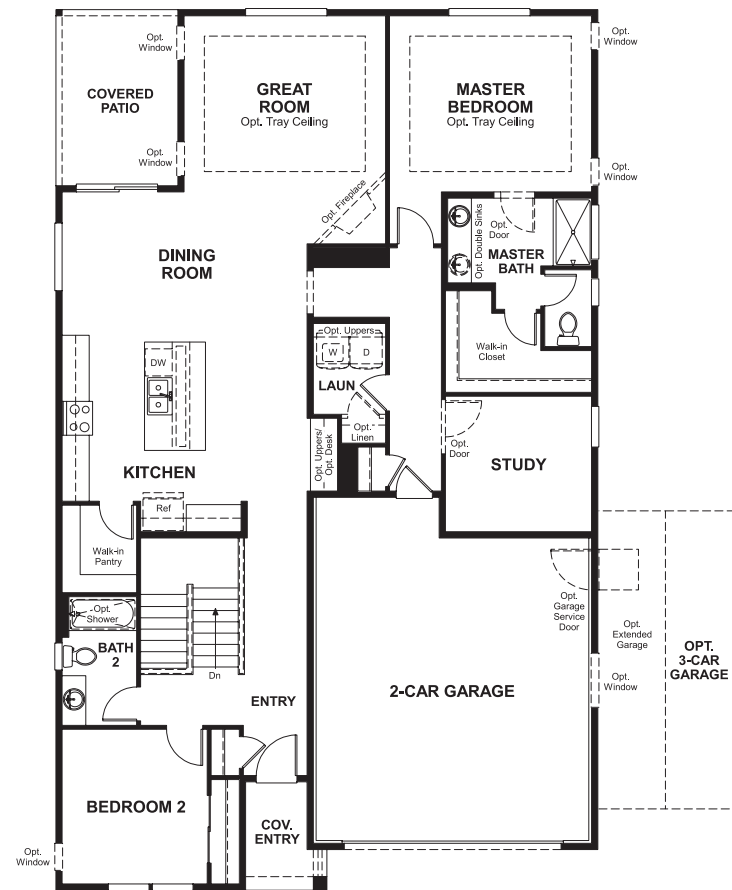 Opt.
Window
COVERED
PATIO
Opt.
Window
GREAT
ROOM
Opt. Tray Ceiling
MASTER
BEDROOM
Opt. Tray Ceiling
Opt.
Window
Opt.
Window
Opt. Fireplace
Opt. Double Sinks
Opt.
Door
MASTER
BATH
DINING
ROOM
Opt. Uppers
W
D
LAUN
Opt.
Linen
Walk-in
Closet
DW
Opt. Uppers/
Opt. Desk
Opt.
Door
STUDY
KITCHEN
Ref
Walk-in
Pantry
Opt.
Shower
BATH
2
Dn
ENTRY
2-CAR GARAGE
Opt.
Garage
Service
Door
Opt.
Extended
Garage
Opt.
Window
OPT.
3-CAR
GARAGE
BEDROOM 2
COV.
ENTRY
Opt.
Window